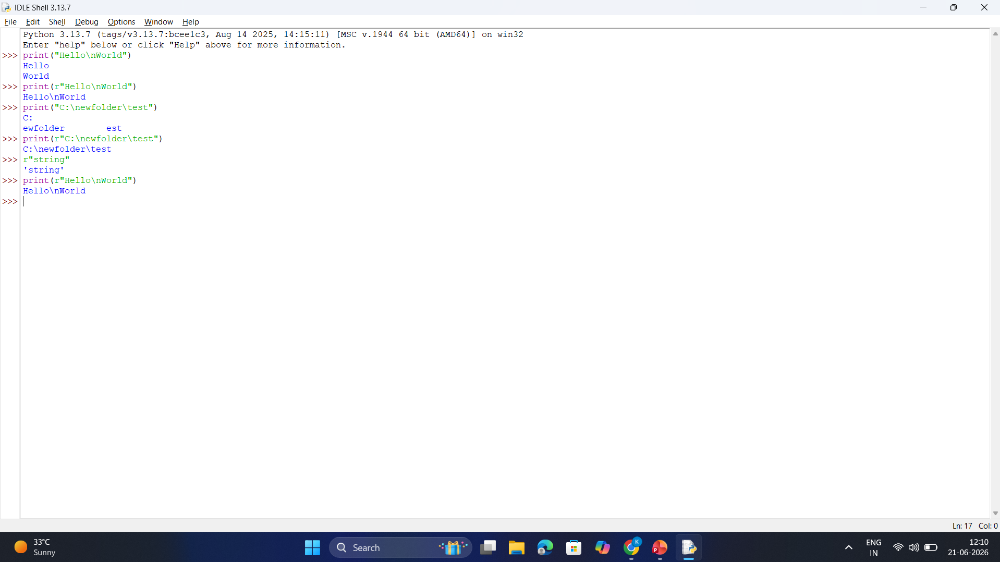 IDLE Shell 3.13.7
File Edit Shell Debug Options Window Help
Python 3.13.7 (tags/v3.13.7:bcee1c3, Aug 14 2025, 14:15:11) [MSC v.1944 64 bit (AMD64)] on win32
Enter "help" below or click "Help" above for more information.
>>> print("Hello\nWorld")
Hello
World
>>> print(r"Hello\nWorld")
Hello\nWorld
>>> print("C:\newfolder\test")
C:
ewfolder        est
>>> print(r"C:\newfolder\test")
C:\newfolder\test
>>> r"string"
'string'
>>> print(r"Hello\nWorld")
Hello\nWorld
>>>
Ln: 17 Col: 0
33°C
Sunny
Search
K
P
ENG
IN
12:10
21-06-2026